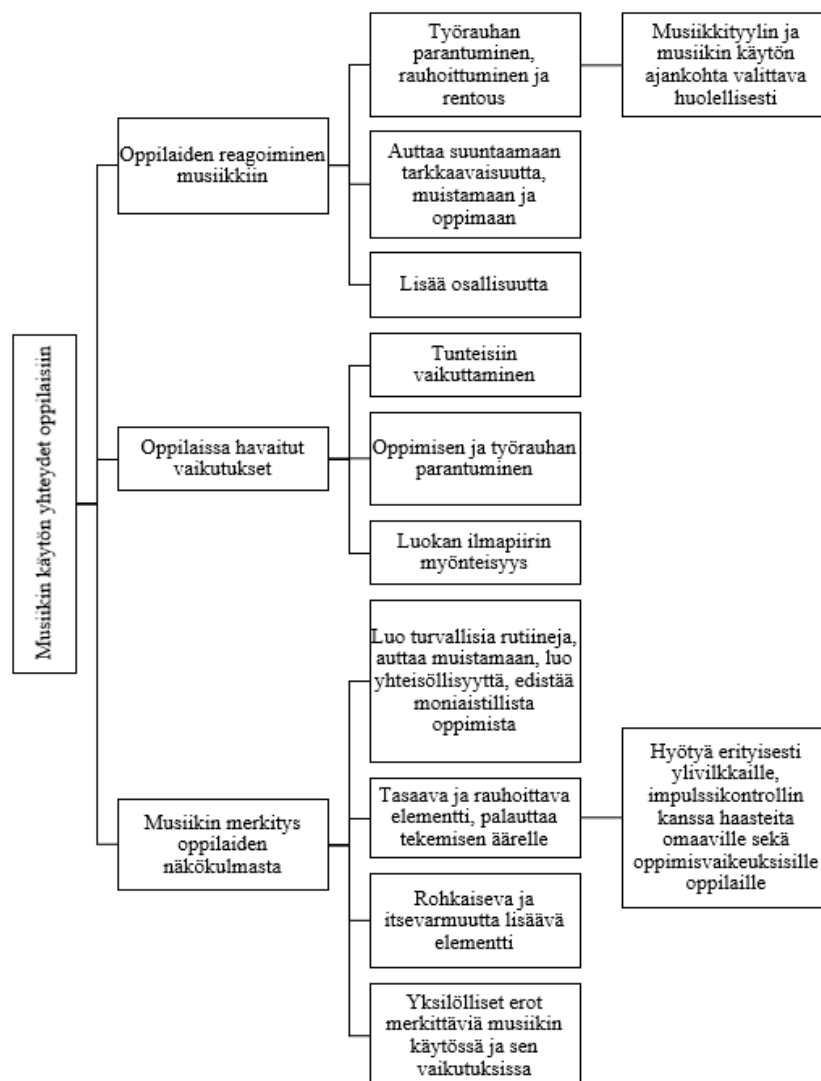 Työrauhan
parantuminen,
rauhoittuminen ja
rentous
Musiikkityylin ja
musiikin käytön
ajankohta valittava
huolellisesti
Oppilaiden reagoiminen
musiikkiin
Auttaa suuntaamaan
tarkkaavaisuutta,
muistamaan ja
oppimaan
Lisää osallisuutta
Musiikin käytön yhteydet oppilaisiin
Tunteisiin
vaikuttaminen
Oppilaissa havaitut
vaikutukset
Oppimisen ja työrauhan
parantuminen
Luokan ilmapiirin
myönteisyys
Luo turvallisia rutiineja,
auttaa muistamaan, luo
yhteisöllisyyttä, edistää
moniaistillista
oppimista
Musiikin merkitys
oppilaiden
näkökulmasta
Tasaava ja rauhoittava
elementti, palauttaa
tekemisen äärelle
Hyötyä erityisesti
ylivilkkaille,
impulssikontrollin
kanssa haasteita
omaaville sekä
oppimisvaikeuksisille
oppilaille
Rohkaiseva ja
itsevarmuutta lisäävä
elementti
Yksilölliset erot
merkittäviä musiikin
käytössä ja sen
vaikutuksissa